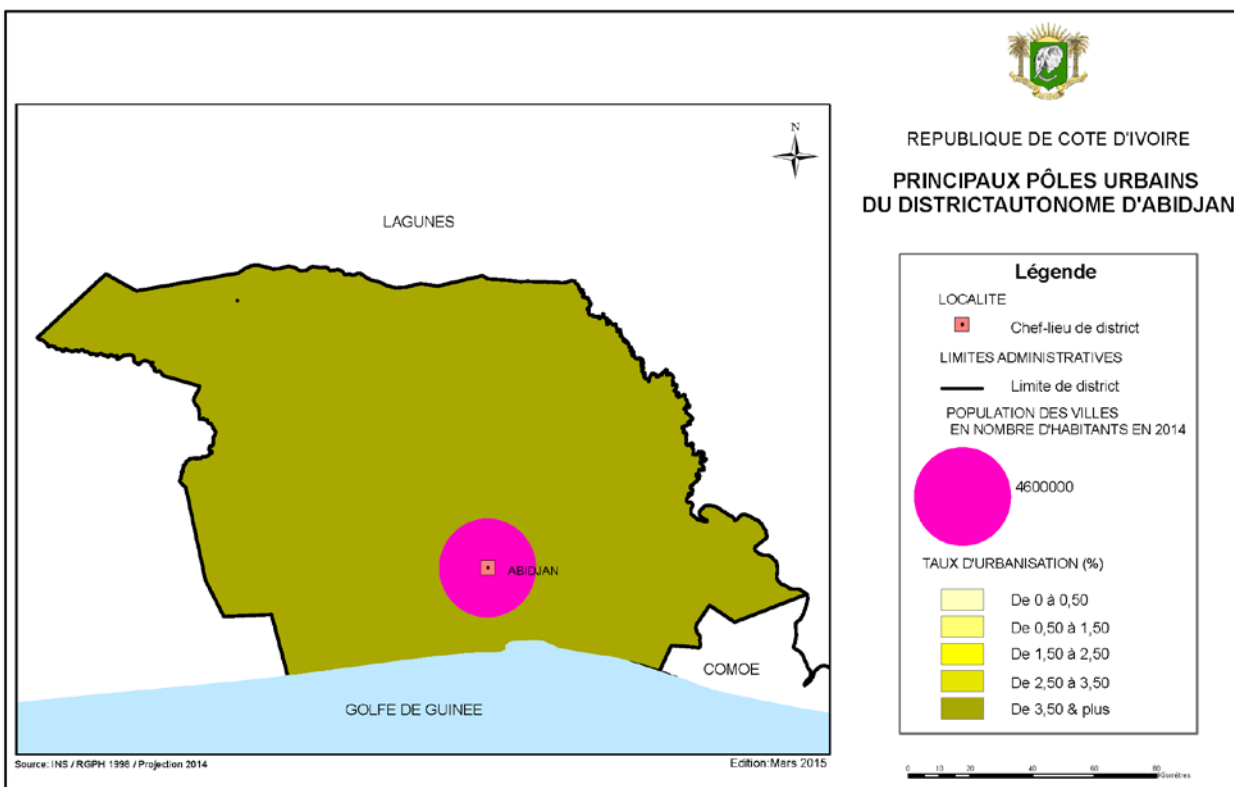 REPUBLIQUE DE COTE D'IVOIRE
PRINCIPAUX PÔLES URBAINS
DU DISTRICTAUTONOME D'ABIDJAN
N
LAGUNES
ABIDJAN
COMOE
GOLFE DE GUINEE
Source: INS / RGPH 1998 / Projection 2014
Edition:Mars 2015
Légende
LOCALITE
Chef-lieu de district
LIMITES ADMINISTRATIVES
Limite de district
POPULATION DES VILLES
EN NOMBRE D'HABITANTS EN 2014
4600000
TAUX D'URBANISATION (%)
De 0 à 0,50
De 0,50 à 1,50
De 1,50 à 2,50
De 2,50 à 3,50
De 3,50 & plus
0 10 20 40 60 80
Kilomètres